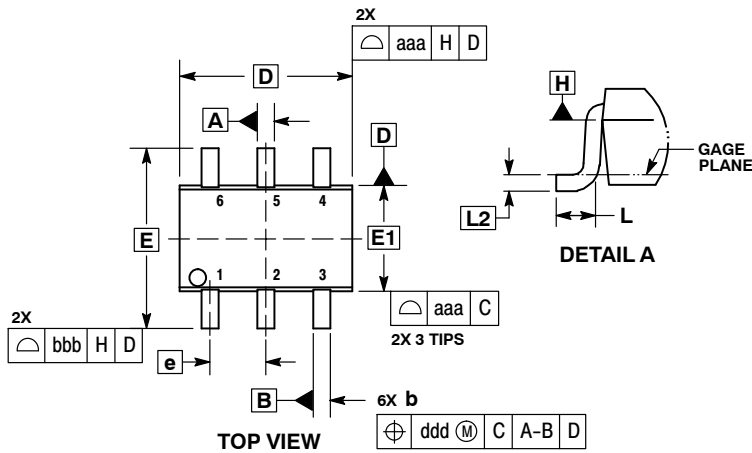 2X
⌓ aaa H D
D
A
D
H
GAGE
PLANE
L2
L
DETAIL A
6 5 4
E
E1
1 2 3
⌓ aaa C
2X 3 TIPS
2X
⌓ bbb H D
e
B
6X b
⌖ ddd Ⓜ C A-B D
TOP VIEW